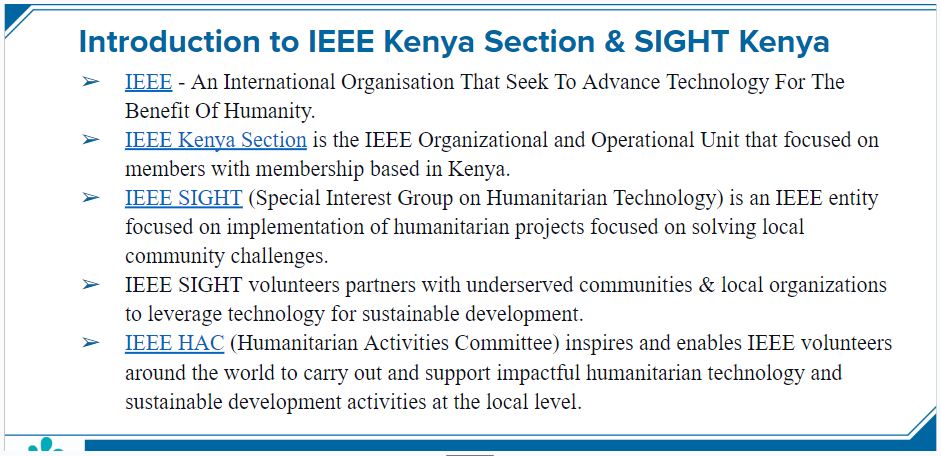 Introduction to IEEE Kenya Section & SIGHT Kenya
➢ IEEE - An International Organisation That Seek To Advance Technology For The
Benefit Of Humanity.
➢ IEEE Kenya Section is the IEEE Organizational and Operational Unit that focused on
members with membership based in Kenya.
➢ IEEE SIGHT (Special Interest Group on Humanitarian Technology) is an IEEE entity
focused on implementation of humanitarian projects focused on solving local
community challenges.
➢ IEEE SIGHT volunteers partners with underserved communities & local organizations
to leverage technology for sustainable development.
➢ IEEE HAC (Humanitarian Activities Committee) inspires and enables IEEE volunteers
around the world to carry out and support impactful humanitarian technology and
sustainable development activities at the local level.